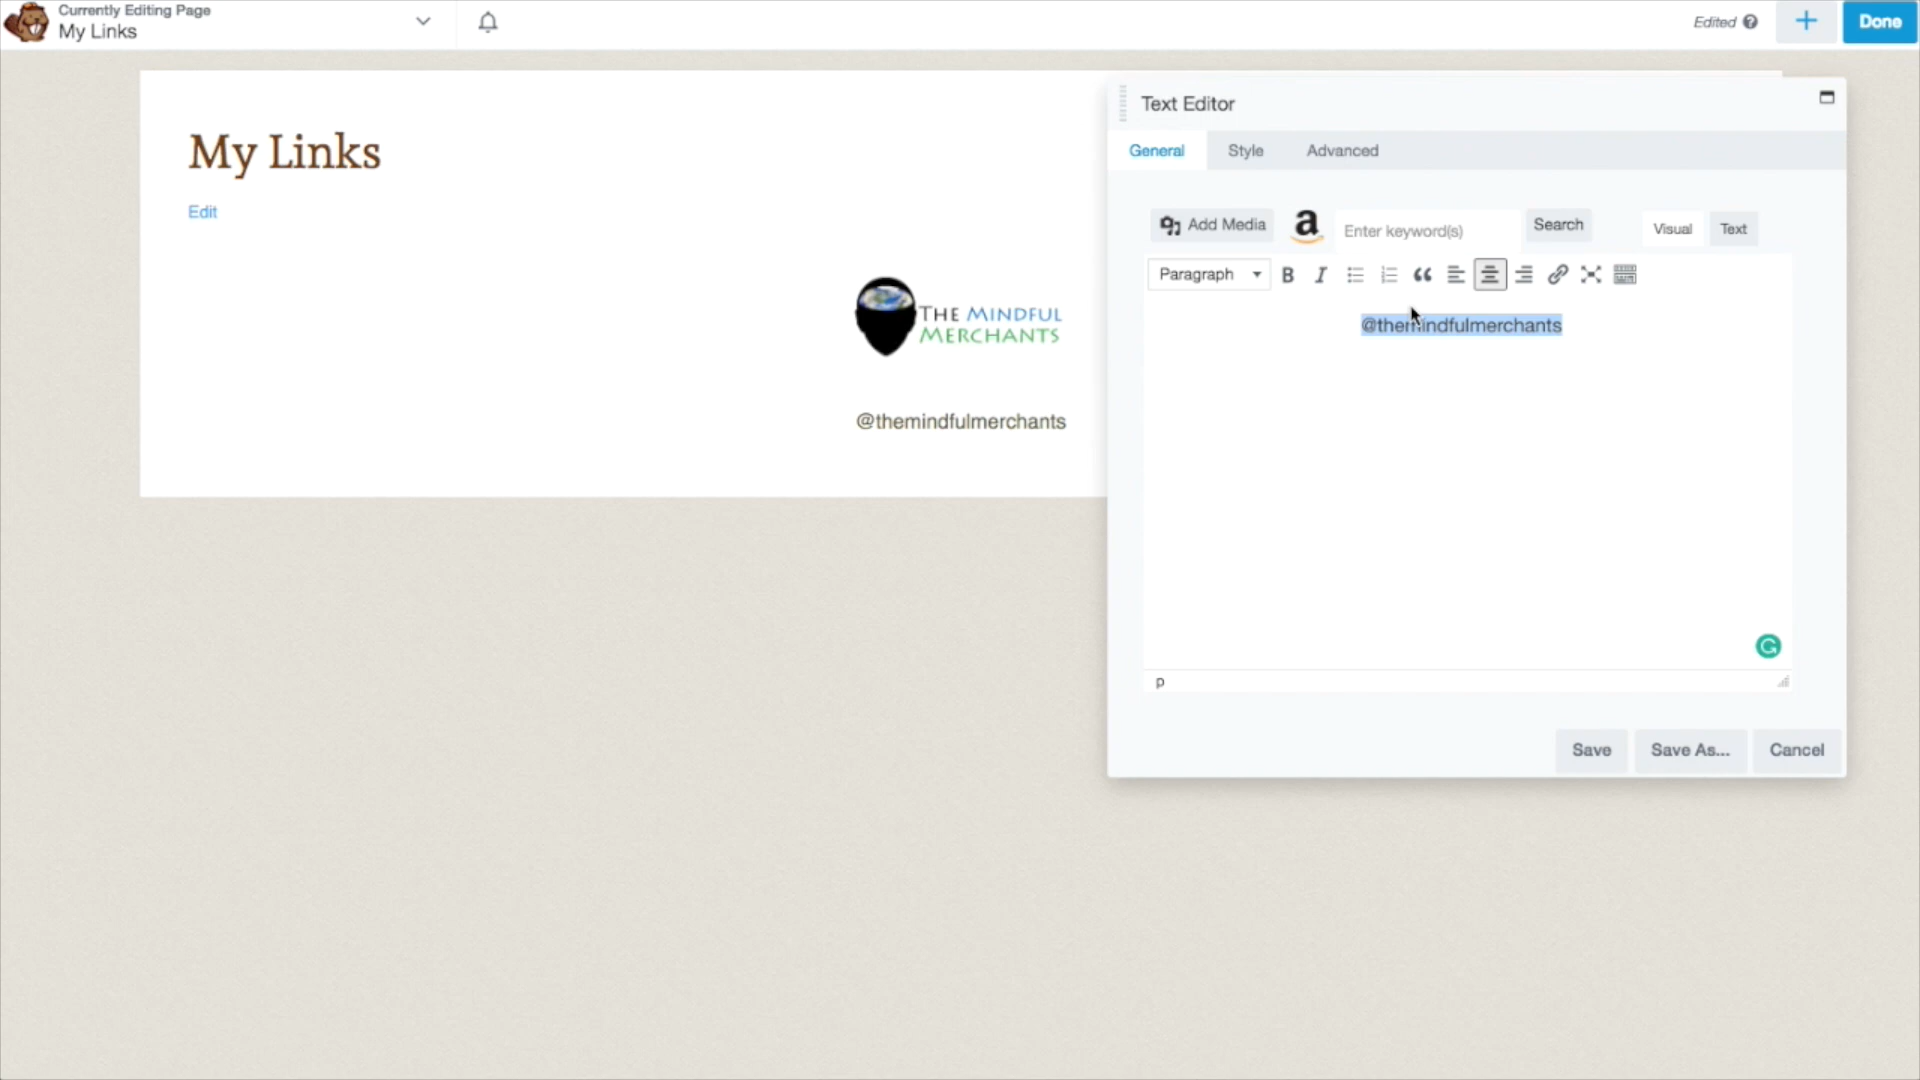 Currently Editing Page
My Links
Edited
Done
My Links
Edit
THE MINDFUL
MERCHANTS
@themindfulmerchants
Text Editor
General Style Advanced
Add Media Enter keyword(s) Search Visual Text
Paragraph
@themindfulmerchants
p
Save Save As... Cancel